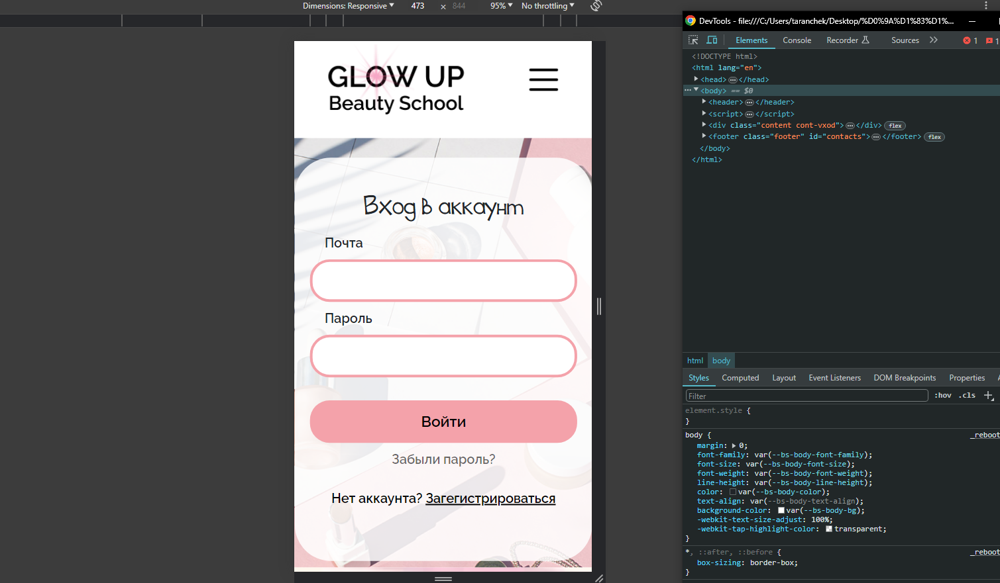 Dimensions: Responsive 473 × 844 95% No throttling
DevTools - file:///C:/Users/taranchek/Desktop/%D0%9A%D1%83%D1%...
Elements Console Recorder Sources 1 1
<!DOCTYPE html>
<html lang="en">
<head> </head>
<body> == $0
<header> </header>
<script> </script>
<div class="content cont-vxod"> </div> flex
<footer class="footer" id="contacts"> </footer> flex
</body>
</html>
GLOW UP
Beauty School
Вход в аккаунт
Почта
Пароль
Войти
Забыли пароль?
Нет аккаунта? Загегистрироваться
html body
Styles Computed Layout Event Listeners DOM Breakpoints Properties
Filter :hov .cls
element.style {
}
body { _reboot
margin: 0;
font-family: var(--bs-body-font-family);
font-size: var(--bs-body-font-size);
font-weight: var(--bs-body-font-weight);
line-height: var(--bs-body-line-height);
color: var(--bs-body-color);
text-align: var(--bs-body-text-align);
background-color: var(--bs-body-bg);
-webkit-text-size-adjust: 100%;
-webkit-tap-highlight-color: transparent;
}
*, ::after, ::before { _reboot
box-sizing: border-box;
}